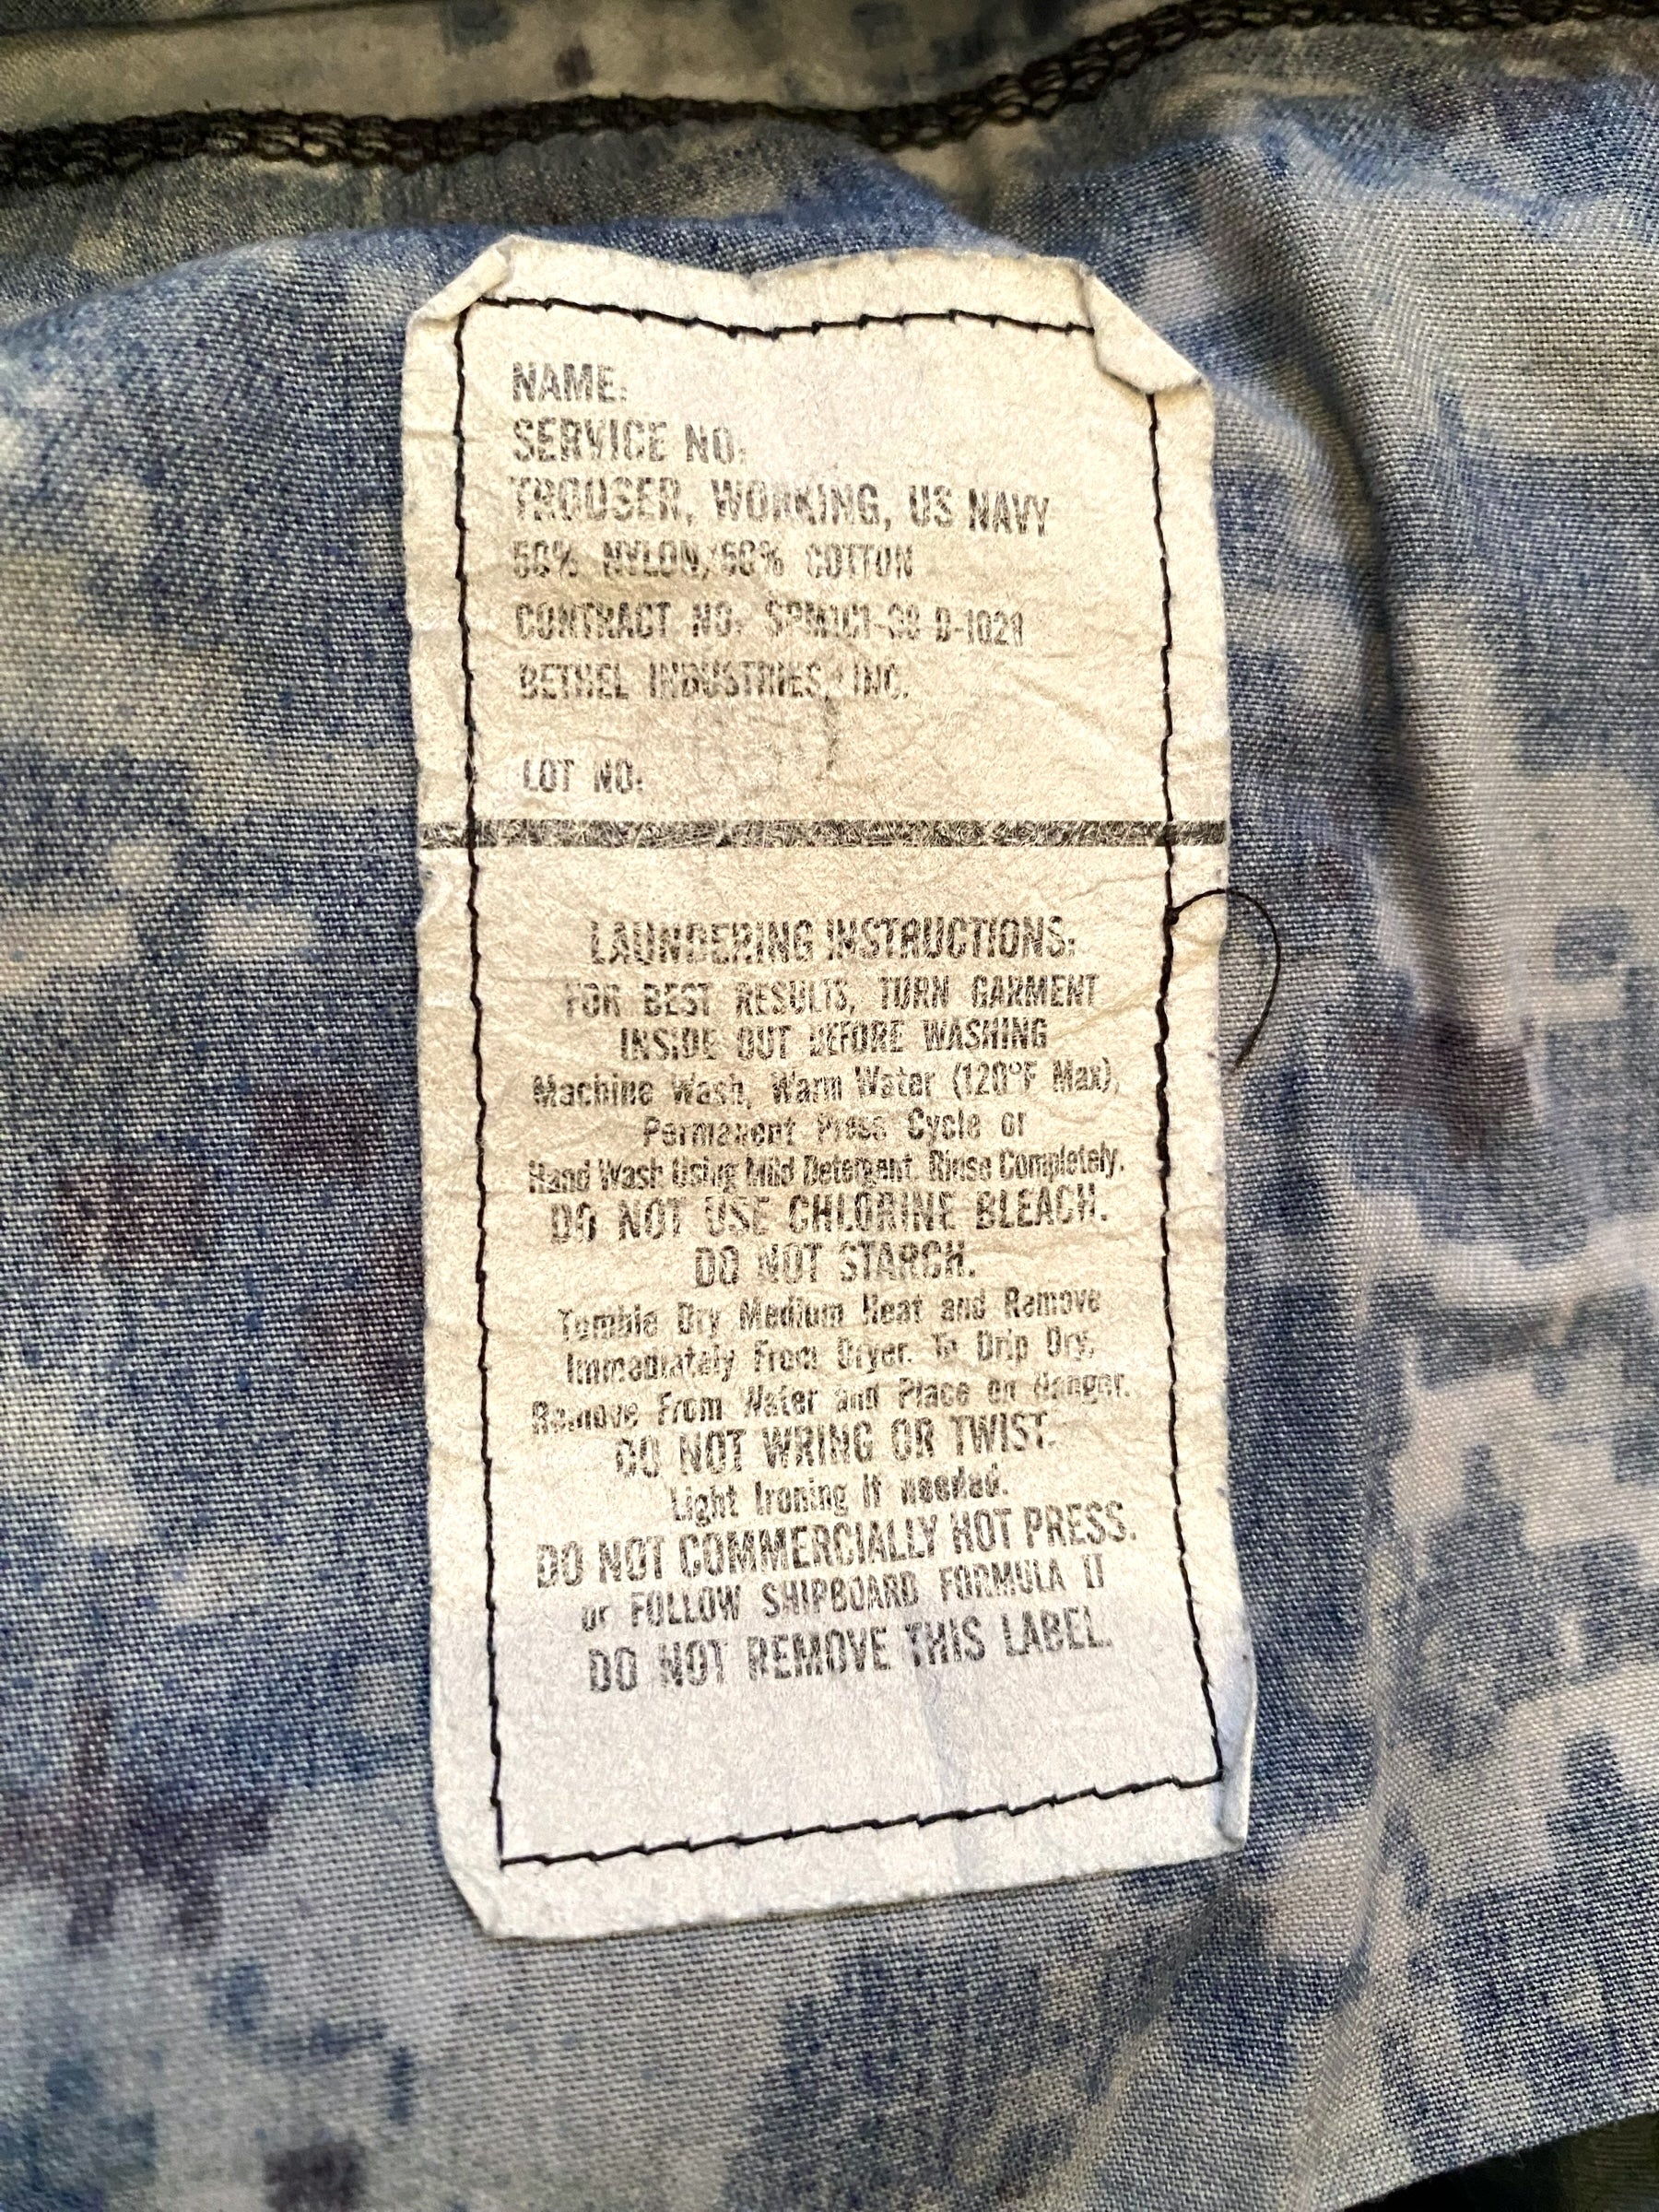 NAME:
SERVICE NO:
TROUSER, WORKING, US NAVY
50% NYLON/50% COTTON
CONTRACT NO: SPM1C1-08-D-1028
BETHEL INDUSTRIES, INC.
LOT NO:
LAUNDERING INSTRUCTIONS:
FOR BEST RESULTS, TURN GARMENT
INSIDE OUT BEFORE WASHING
Machine Wash, Warm Water (120°F Max),
Permanent Press Cycle or
Hand Wash Using Mild Detergent. Rinse Completely.
DO NOT USE CHLORINE BLEACH.
DO NOT STARCH.
Tumble Dry Medium Heat and Remove
Immediately From Dryer. To Drip Dry,
Remove From Water and Place on Hanger.
DO NOT WRING OR TWIST.
Light Ironing if needed.
DO NOT COMMERCIALLY HOT PRESS.
or FOLLOW SHIPBOARD FORMULA II
DO NOT REMOVE THIS LABEL.